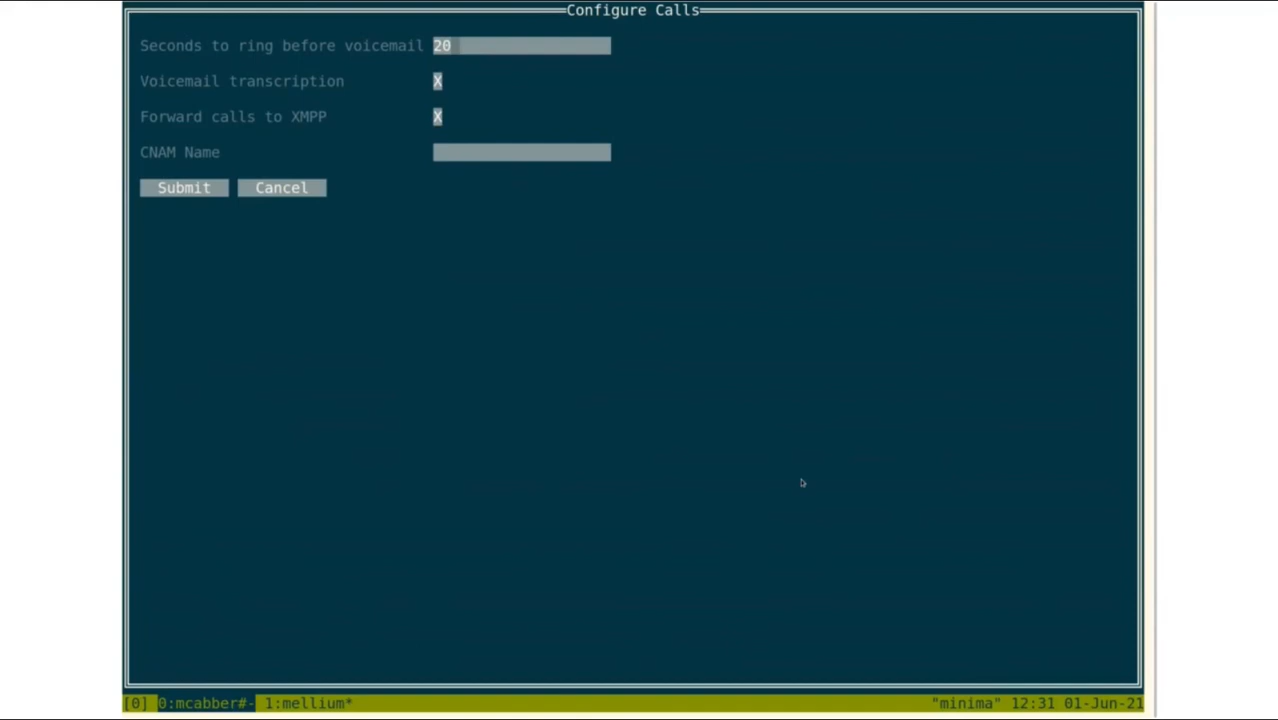 Configure Calls
Seconds to ring before voicemail 20
Voicemail transcription X
Forward calls to XMPP X
CNAM Name
Submit Cancel
[0] 0:mcabber#- 1:mellium* "minima" 12:31 01-Jun-21